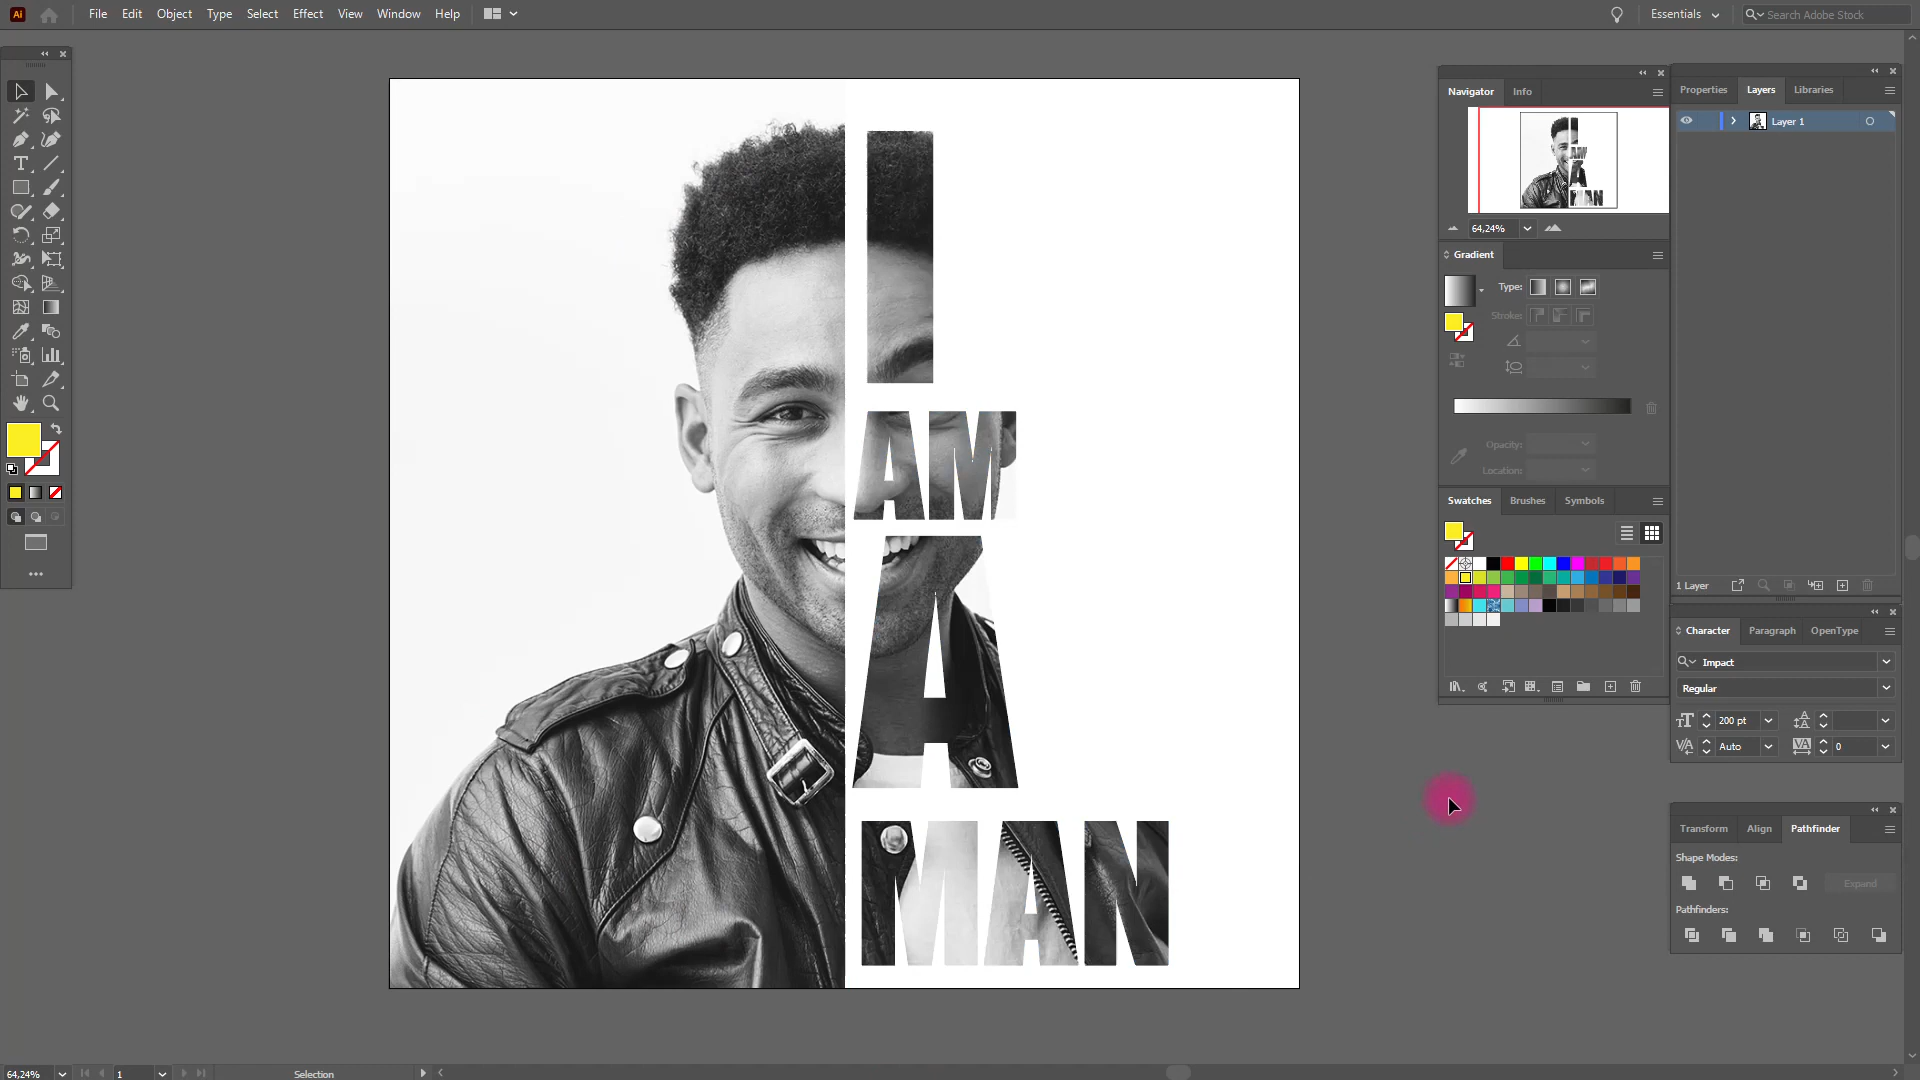 Ai File Edit Object Type Select Effect View Window Help Essentials Search Adobe Stock
Navigator Info
64,24%
Gradient
Type:
Stroke:
Opacity:
Location:
Swatches Brushes Symbols
Properties Layers Libraries
Layer 1
1 Layer
Character Paragraph OpenType
Impact
Regular
200 pt
Auto 0
Transform Align Pathfinder
Shape Modes:
Expand
Pathfinders:
I
AM
A
MAN
64,24% 1 Selection